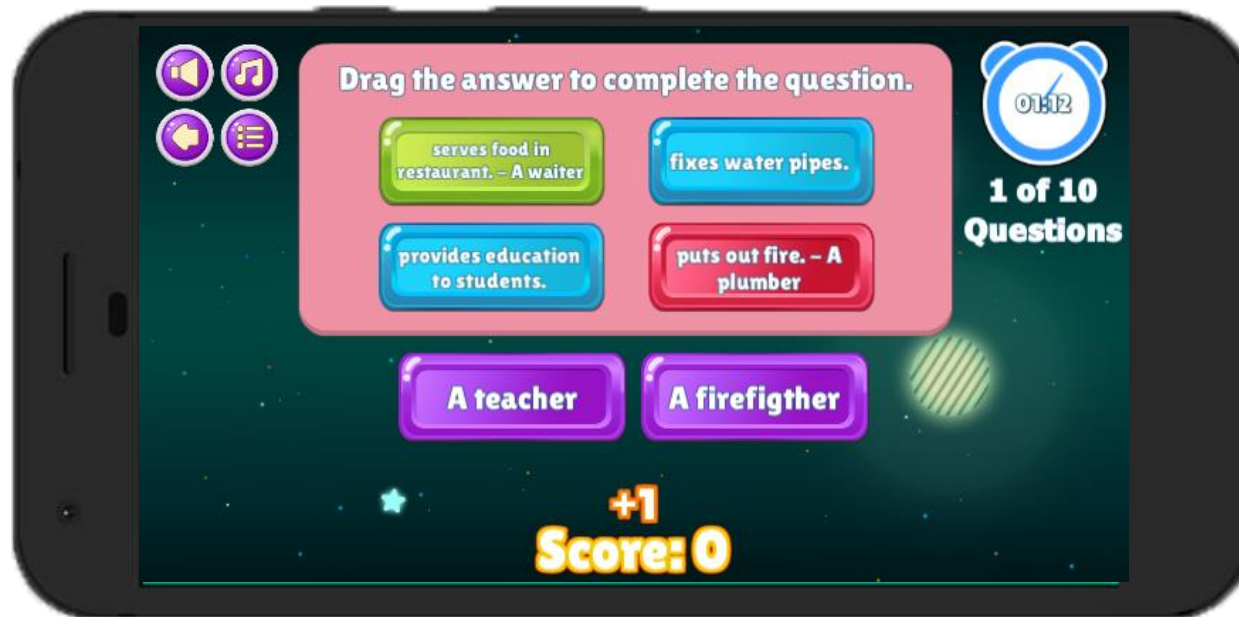 Drag the answer to complete the question.
serves food in
restaurant. - A waiter
fixes water pipes.
provides education
to students.
puts out fire. - A
plumber
A teacher
A firefigther
01:12
1 of 10
Questions
+1
Score: 0